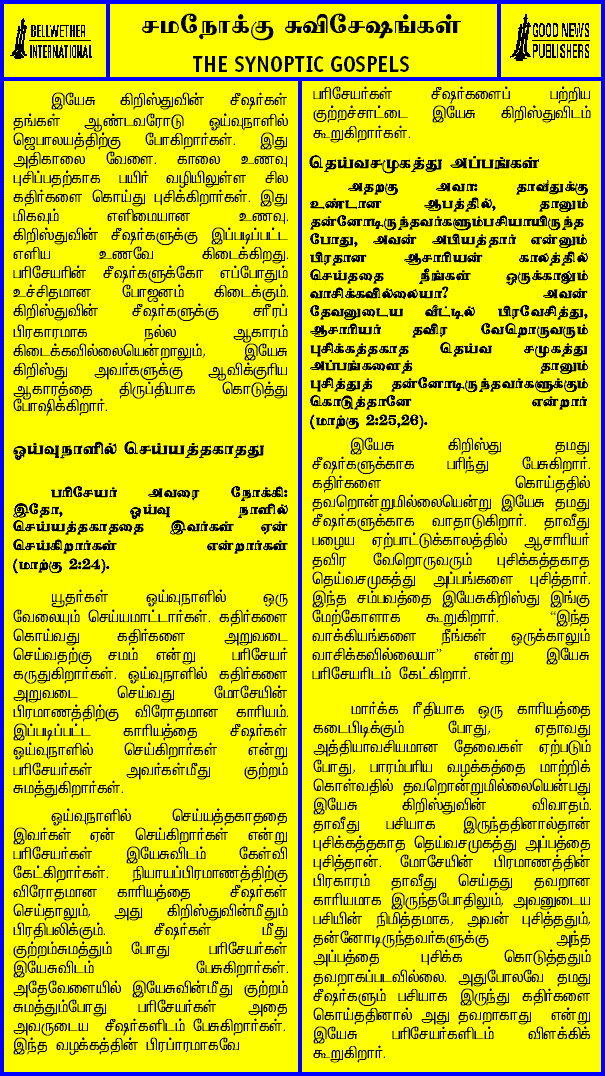 BELLWETHER
INTERNATIONAL
சமநோக்கு சுவிசேஷங்கள்
THE SYNOPTIC GOSPELS
GOOD NEWS
PUBLISHERS
இயேசு கிறிஸ்துவின் சீஷர்கள்
தங்கள் ஆண்டவரோடு ஓய்வுநாளில்
ஜெபாலயத்திற்கு போகிறார்கள். இது
அதிகாலை வேளை. காலை உணவு
புசிப்பதற்காக பயிர் வழியிலுள்ள சில
கதிர்களை கொய்து புசிக்கிறார்கள். இது
மிகவும் எளிமையான உணவு.
கிறிஸ்துவின் சீஷர்களுக்கு இப்படிப்பட்ட
எளிய உணவே கிடைக்கிறது.
பரிசேயரின் சீஷர்களுக்கோ எப்போதும்
உச்சிதமான போஜனம் கிடைக்கும்.
கிறிஸ்துவின் சீஷர்களுக்கு சரீரப்
பிரகாரமாக நல்ல ஆகாரம்
கிடைக்கவில்லையென்றாலும், இயேசு
கிறிஸ்து அவர்களுக்கு ஆவிக்குரிய
ஆகாரத்தை திருப்தியாக கொடுத்து
போஷிக்கிறார்.
ஓய்வுநாளில் செய்யத்தகாதது
பரிசேயர் அவரை நோக்கி:
இதோ, ஓய்வு நாளில்
செய்யத்தகாததை இவர்கள் ஏன்
செய்கிறார்கள் என்றார்கள்
(மாற்கு 2:24).
யூதர்கள் ஓய்வுநாளில் ஒரு
வேலையும் செய்யமாட்டார்கள். கதிர்களை
கொய்வது கதிர்களை அறுவடை
செய்வதற்கு சமம் என்று பரிசேயர்
கருதுகிறார்கள். ஓய்வுநாளில் கதிர்களை
அறுவடை செய்வது மோசேயின்
பிரமாணத்திற்கு விரோதமான காரியம்.
இப்படிப்பட்ட காரியத்தை சீஷர்கள்
ஓய்வுநாளில் செய்கிறார்கள் என்று
பரிசேயர்கள் அவர்கள்மீது குற்றம்
சுமத்துகிறார்கள்.
ஓய்வுநாளில் செய்யத்தகாததை
இவர்கள் ஏன் செய்கிறார்கள் என்று
பரிசேயர்கள் இயேசுவிடம் கேள்வி
கேட்கிறார்கள். நியாயப்பிரமாணத்திற்கு
விரோதமான காரியத்தை சீஷர்கள்
செய்தாலும், அது கிறிஸ்துவின்மீதும்
பிரதிபலிக்கும். சீஷர்கள் மீது
குற்றம்சுமத்தும் போது பரிசேயர்கள்
இயேசுவிடம் பேசுகிறார்கள்.
அதேவேளையில் இயேசுவின்மீது குற்றம்
சுமத்தும்போது பரிசேயர்கள் அதை
அவருடைய சீஷர்களிடம் பேசுகிறார்கள்.
இந்த வழக்கத்தின் பிரபாரமாகவே
பரிசேயர்கள் சீஷர்களைப் பற்றிய
குற்றச்சாட்டை இயேசு கிறிஸ்துவிடம்
கூறுகிறார்கள்.
தெய்வசமுகத்து அப்பங்கள்
அதற்கு அவர்: தாவீதுக்கு
உண்டான ஆபத்தில், தானும்
தன்னோடிருந்தவர்களும்பசியாயிருந்த
போது, அவன் அபியத்தார் என்னும்
பிரதான ஆசாரியன் காலத்தில்
செய்ததை நீங்கள் ஒருக்காலும்
வாசிக்கவில்லையா? அவன்
தேவனுடைய வீட்டில் பிரவேசித்து,
ஆசாரியர் தவிர வேறொருவரும்
புசிக்கத்தகாத தெய்வ சமுகத்து
அப்பங்களைத் தானும்
புசித்துத் தன்னோடிருந்தவர்களுக்கும்
கொடுத்தானே என்றார்
(மாற்கு 2:25,26).
இயேசு கிறிஸ்து தமது
சீஷர்களுக்காக பரிந்து பேசுகிறார்.
கதிர்களை கொய்ததில்
தவறொன்றுமில்லையென்று இயேசு தமது
சீஷர்களுக்காக வாதாடுகிறார். தாவீது
பழைய ஏற்பாட்டுக்காலத்தில் ஆசாரியர்
தவிர வேறொருவரும் புசிக்கத்தகாத
தெய்வசமுகத்து அப்பங்களை புசித்தார்.
இந்த சம்பவத்தை இயேசுகிறிஸ்து இங்கு
மேற்கோளாக கூறுகிறார். “இந்த
வாக்கியங்களை நீங்கள் ஒருக்காலும்
வாசிக்கவில்லையா” என்று இயேசு
பரிசேயரிடம் கேட்கிறார்.
மார்க்க ரீதியாக ஒரு காரியத்தை
கடைபிடிக்கும் போது, ஏதாவது
அத்தியாவசியமான தேவைகள் ஏற்படும்
போது, பாரம்பரிய வழக்கத்தை மாற்றிக்
கொள்வதில் தவறொன்றுமில்லையென்பது
இயேசு கிறிஸ்துவின் விவாதம்.
தாவீது பசியாக இருந்ததினால்தான்
புசிக்கத்தகாத தெய்வசமுகத்து அப்பத்தை
புசித்தான். மோசேயின் பிரமாணத்தின்
பிரகாரம் தாவீது செய்தது தவறான
காரியமாக இருந்தபோதிலும், அவனுடைய
பசியின் நிமித்தமாக, அவன் புசித்ததும்,
தன்னோடிருந்தவர்களுக்கு அந்த
அப்பத்தை புசிக்க கொடுத்ததும்
தவறாகப்படவில்லை. அதுபோலவே தமது
சீஷர்களும் பசியாக இருந்து கதிர்களை
கொய்ததினால் அது தவறாகாது என்று
இயேசு பரிசேயர்களிடம் விளக்கிக்
கூறுகிறார்.